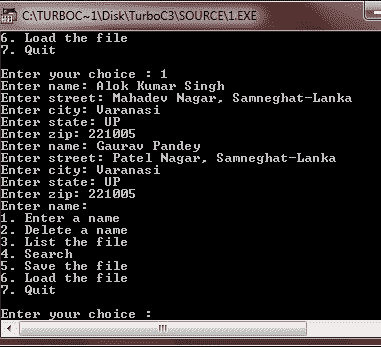 C:\TURBOC~1\Disk\TurboC3\SOURCE\1.EXE
6. Load the file
7. Quit
Enter your choice : 1
Enter name: Alok Kumar Singh
Enter street: Mahadev Nagar, Samneghat-Lanka
Enter city: Varanasi
Enter state: UP
Enter zip: 221005
Enter name: Gaurav Pandey
Enter street: Patel Nagar, Samneghat-Lanka
Enter city: Varanasi
Enter state: UP
Enter zip: 221005
Enter name:
1. Enter a name
2. Delete a name
3. List the file
4. Search
5. Save the file
6. Load the file
7. Quit
Enter your choice :